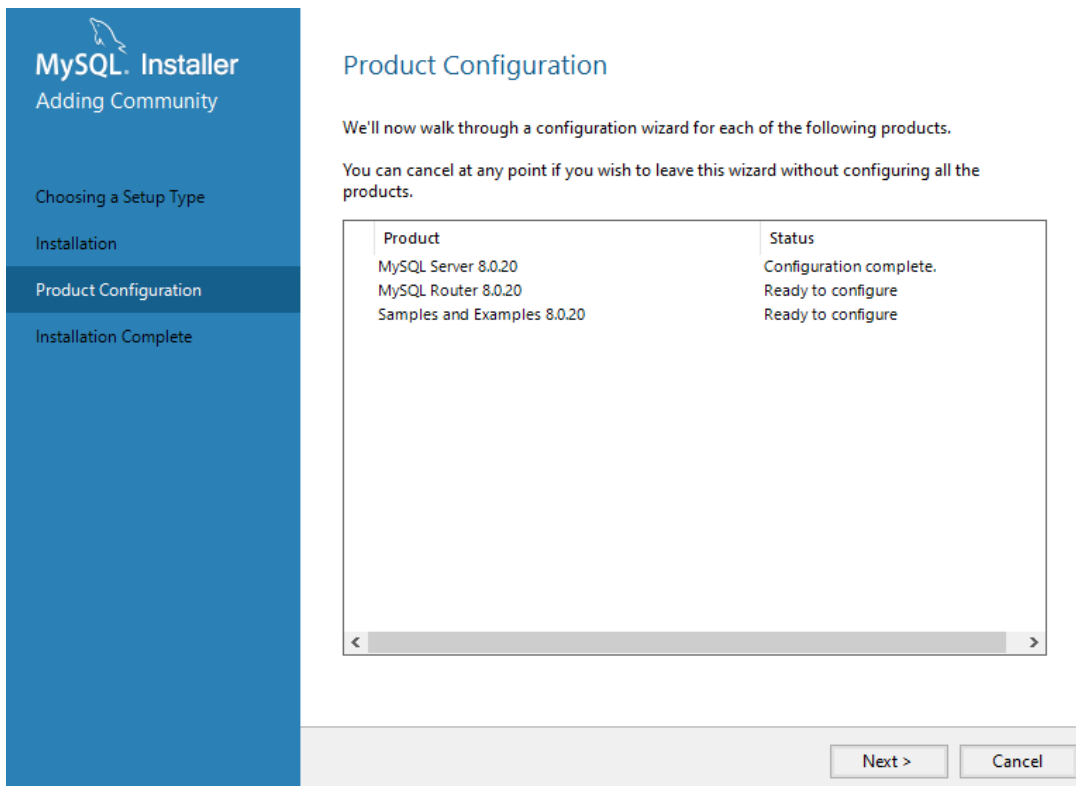 MySQL. Installer
Adding Community
Choosing a Setup Type
Installation
Product Configuration
Installation Complete
Product Configuration
We'll now walk through a configuration wizard for each of the following products.
You can cancel at any point if you wish to leave this wizard without configuring all the
products.
Product Status
MySQL Server 8.0.20 Configuration complete.
MySQL Router 8.0.20 Ready to configure
Samples and Examples 8.0.20 Ready to configure
Next > Cancel